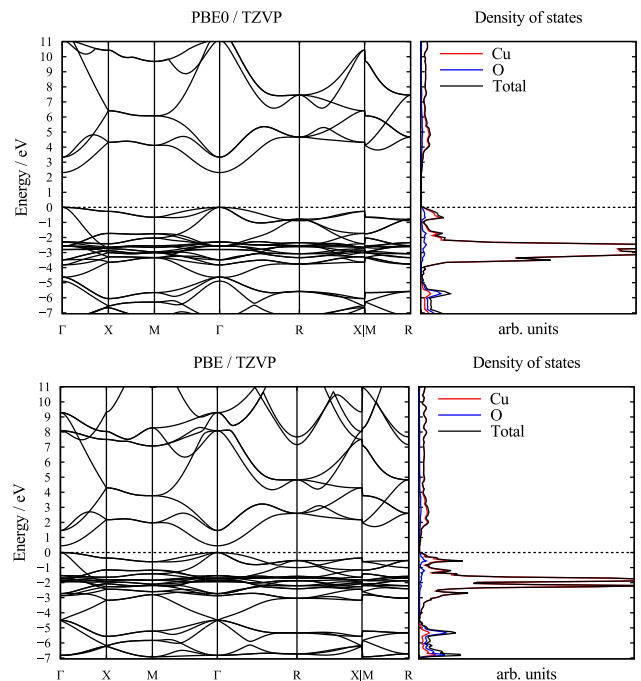 PBE0 / TZVP
Density of states
Energy / eV
11
10
9
8
7
6
5
4
3
2
1
0
−1
−2
−3
−4
−5
−6
−7
Cu
O
Total
Γ X M Γ R X|M R
arb. units
PBE / TZVP
Density of states
Energy / eV
11
10
9
8
7
6
5
4
3
2
1
0
−1
−2
−3
−4
−5
−6
−7
Cu
O
Total
Γ X M Γ R X|M R
arb. units